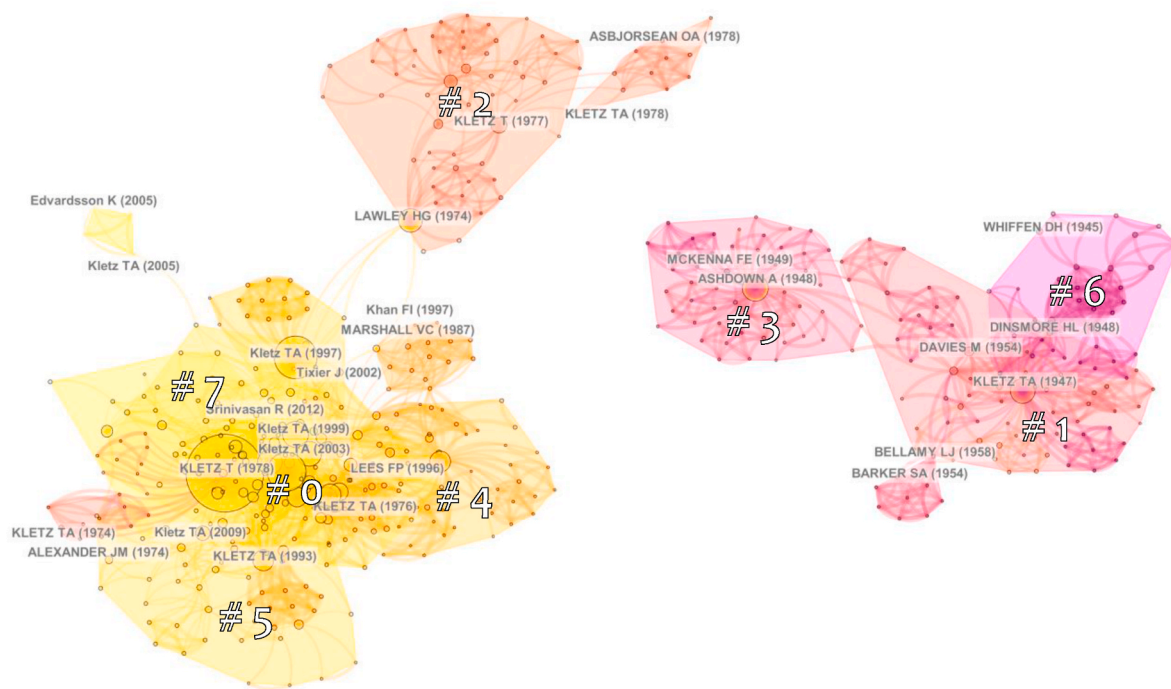 ASBJORSEAN OA (1978)
# 2
KLETZ TA (1978)
KLETZ T (1977)
Edvardsson K (2005)
LAWLEY HG (1974)
Kletz TA (2005)
WHIFFEN DH (1945)
MCKENNA FE (1949)
ASHDOWN A (1948)
# 6
# 3
DINSMORE HL (1948)
DAVIES M (1954)
KLETZ TA (1947)
# 1
BELLAMY LJ (1958)
BARKER SA (1954)
Khan FI (1997)
MARSHALL VC (1987)
Kletz TA (1997)
Tixier J (2002)
# 7
Srinivasan R (2012)
Kletz TA (1999)
Kletz TA (2003)
KLETZ T (1978)
LEES FP (1996)
# 0
# 4
KLETZ TA (1976)
KLETZ TA (1974)
Kletz TA (2009)
ALEXANDER JM (1974)
KLETZ TA (1993)
# 5